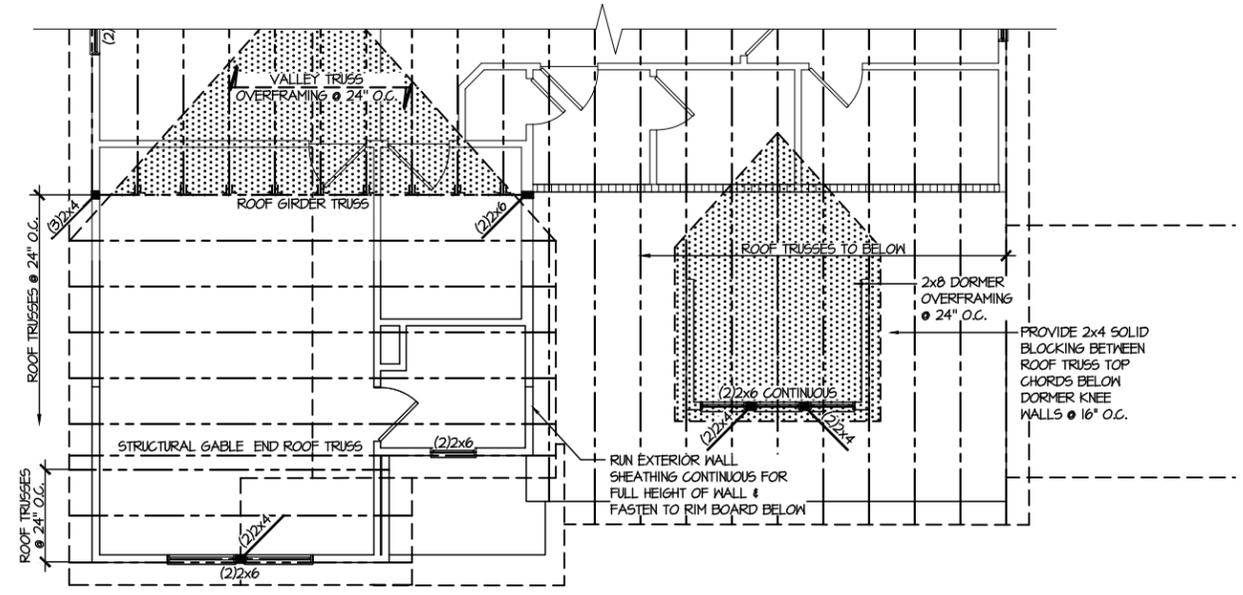 (2)
VALLEY TRUSS
OVERFRAMING @ 24" O.C.
ROOF GIRDER TRUSS
(3)2x4
(2)2x6
ROOF TRUSSES @ 24" O.C.
ROOF TRUSSES TO BELOW
2x8 DORMER
OVERFRAMING
@ 24" O.C.
PROVIDE 2x4 SOLID
BLOCKING BETWEEN
ROOF TRUSS TOP
CHORDS BELOW
DORMER KNEE
WALLS @ 16" O.C.
(2)2x6 CONTINUOUS
(2)2x4
(2)2x4
STRUCTURAL GABLE END ROOF TRUSS
(2)2x6
RUN EXTERIOR WALL
SHEATHING CONTINUOUS FOR
FULL HEIGHT OF WALL &
FASTEN TO RIM BOARD BELOW
ROOF TRUSSES
@ 24" O.C.
(2)2x4
(2)2x6